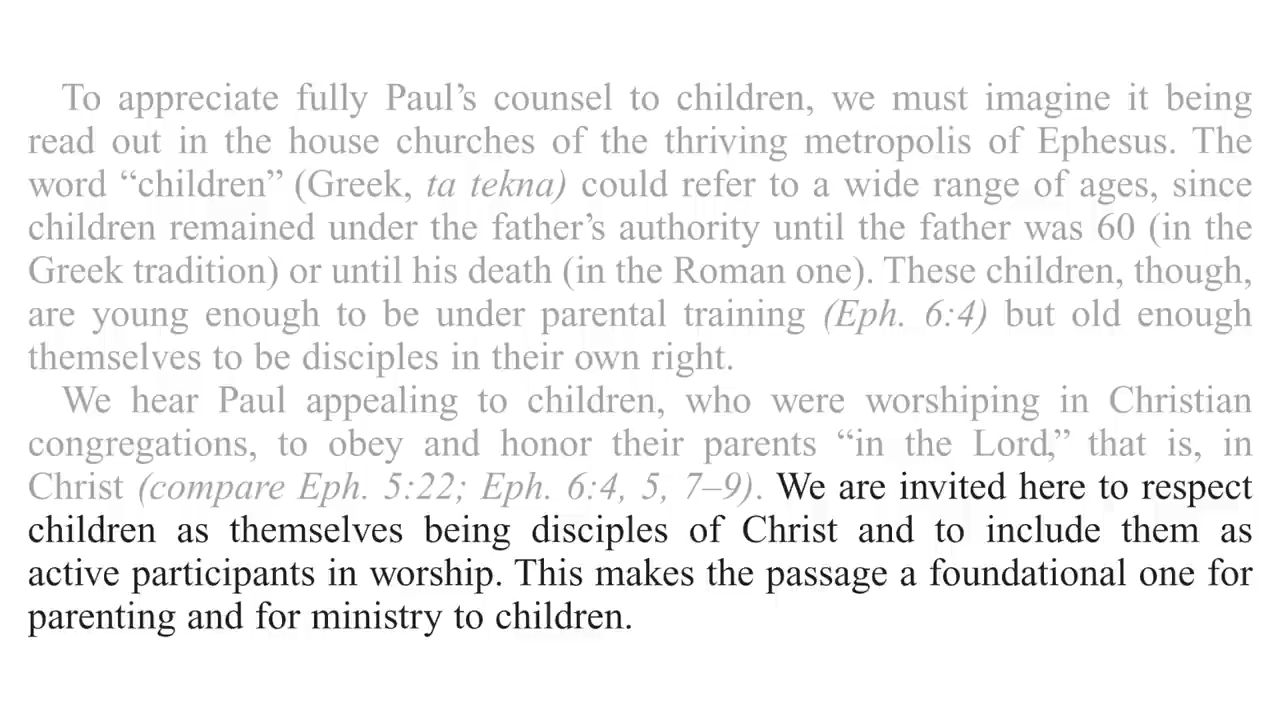 To appreciate fully Paul’s counsel to children, we must imagine it being
read out in the house churches of the thriving metropolis of Ephesus. The
word “children” (Greek, ta tekna) could refer to a wide range of ages, since
children remained under the father’s authority until the father was 60 (in the
Greek tradition) or until his death (in the Roman one). These children, though,
are young enough to be under parental training (Eph. 6:4) but old enough
themselves to be disciples in their own right.
We hear Paul appealing to children, who were worshiping in Christian
congregations, to obey and honor their parents “in the Lord,” that is, in
Christ (compare Eph. 5:22; Eph. 6:4, 5, 7–9). We are invited here to respect
children as themselves being disciples of Christ and to include them as
active participants in worship. This makes the passage a foundational one for
parenting and for ministry to children.